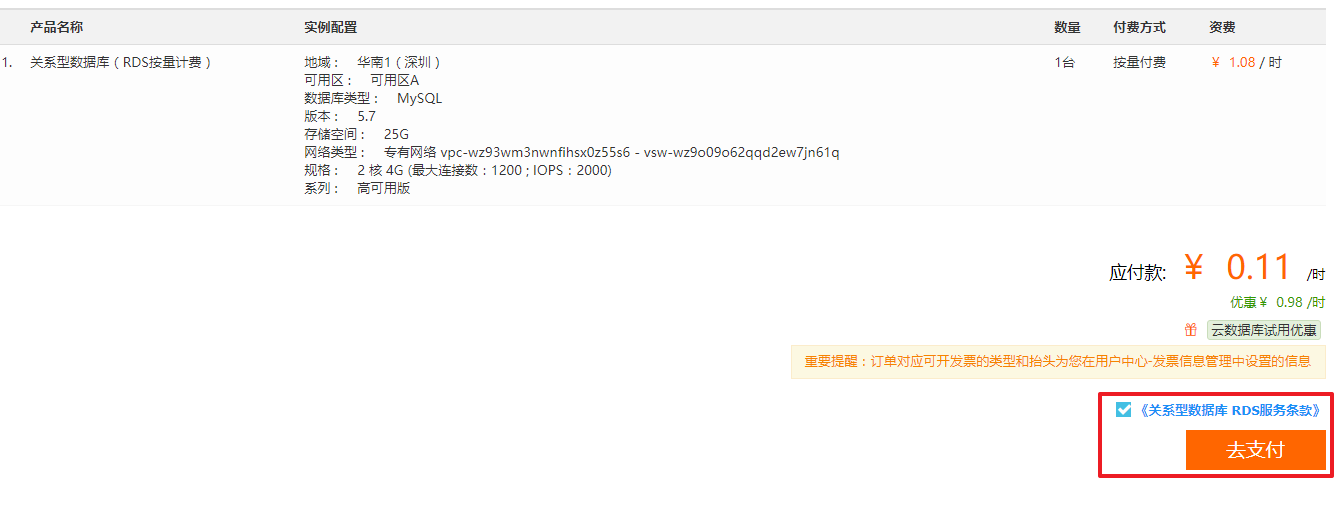 产品名称 实例配置 数量 付费方式 资费
1. 关系型数据库（RDS按量计费） 地域： 华南1（深圳） 1台 按量付费 ¥ 1.08 / 时
可用区： 可用区A
数据库类型： MySQL
版本： 5.7
存储空间： 25G
网络类型： 专有网络 vpc-wz93wm3nwnfihsx0z55s6 - vsw-wz9o09o62qqd2ew7jn61q
规格： 2 核 4G (最大连接数：1200 ; IOPS：2000)
系列： 高可用版
应付款: ¥ 0.11 /时
优惠 ¥ 0.98 /时
云数据库试用优惠
重要提醒：订单对应可开发票的类型和抬头为您在用户中心-发票信息管理中设置的信息
《关系型数据库 RDS服务条款》
去支付